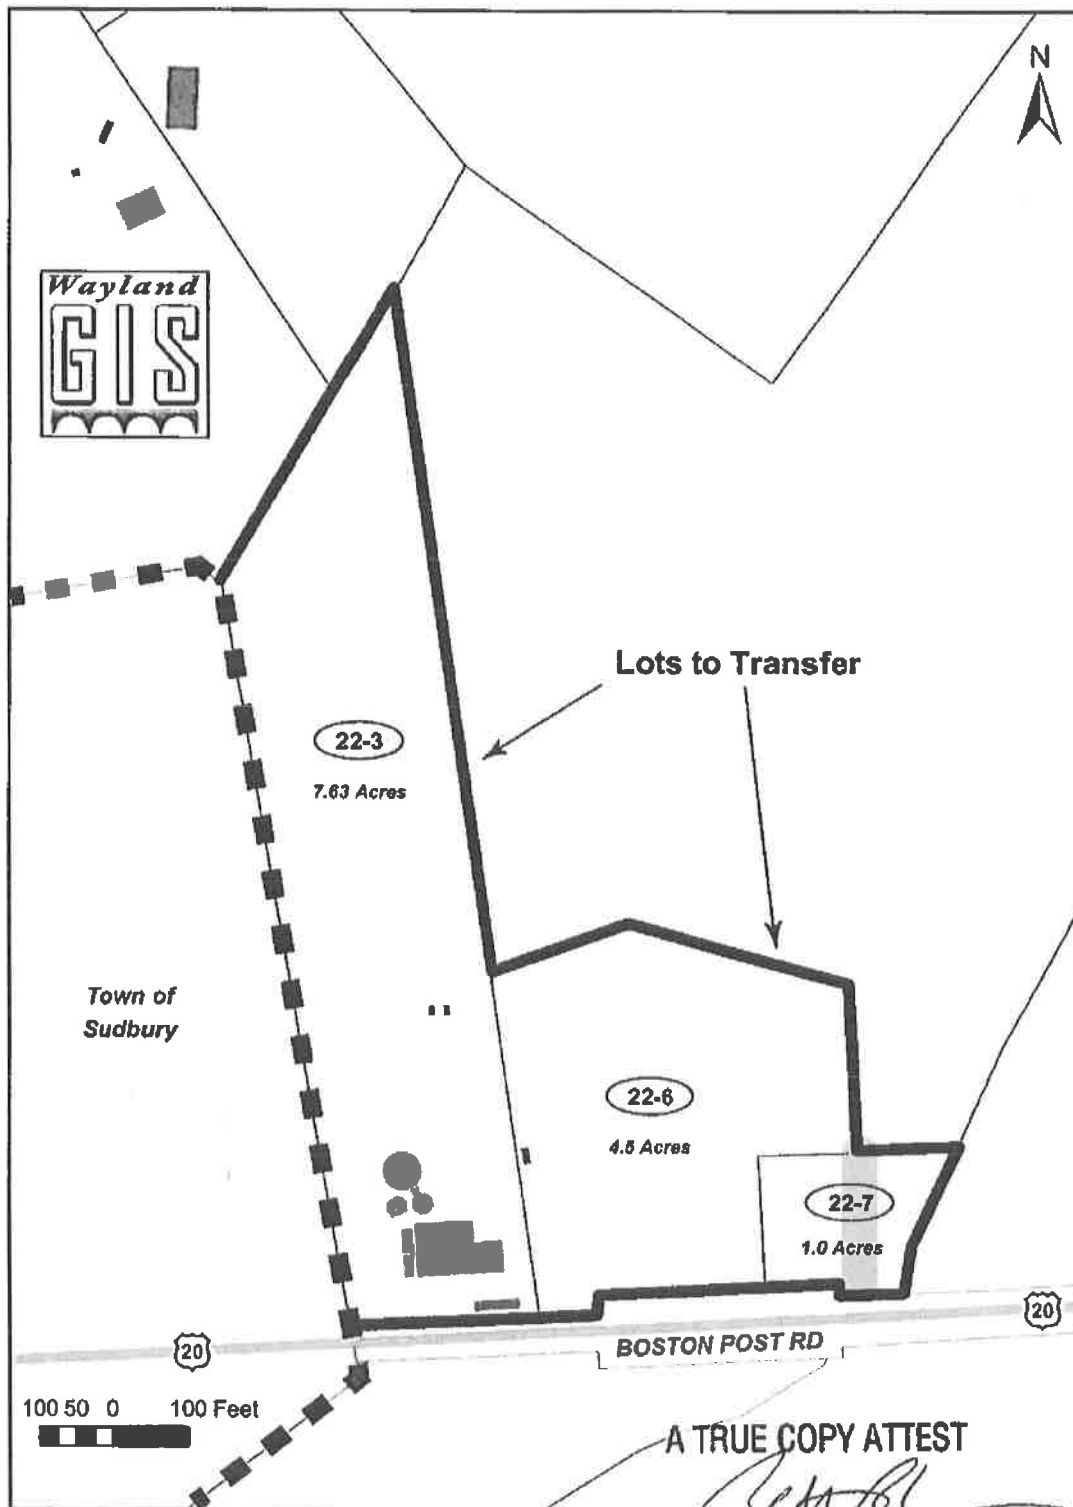 N
Wayland
GIS
Lots to Transfer
22-3
7.63 Acres
Town of
Sudbury
22-6
4.5 Acres
22-7
1.0 Acres
20
20
BOSTON POST RD
100 50 0 100 Feet
A TRUE COPY ATTEST